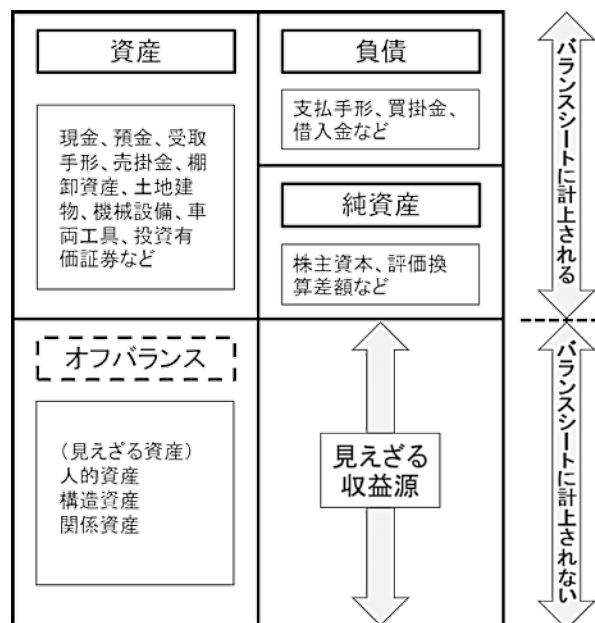 資産
現金、預金、受取
手形、売掛金、棚
卸資産、土地建
物、機械設備、車
両工具、投資有
価証券など
負債
支払手形、買掛金、
借入金など
純資産
株主資本、評価換
算差額など
バランスシートに計上される
オフバランス
（見えざる資産）
人的資産
構造資産
関係資産
見えざる
収益源
バランスシートに計上されない